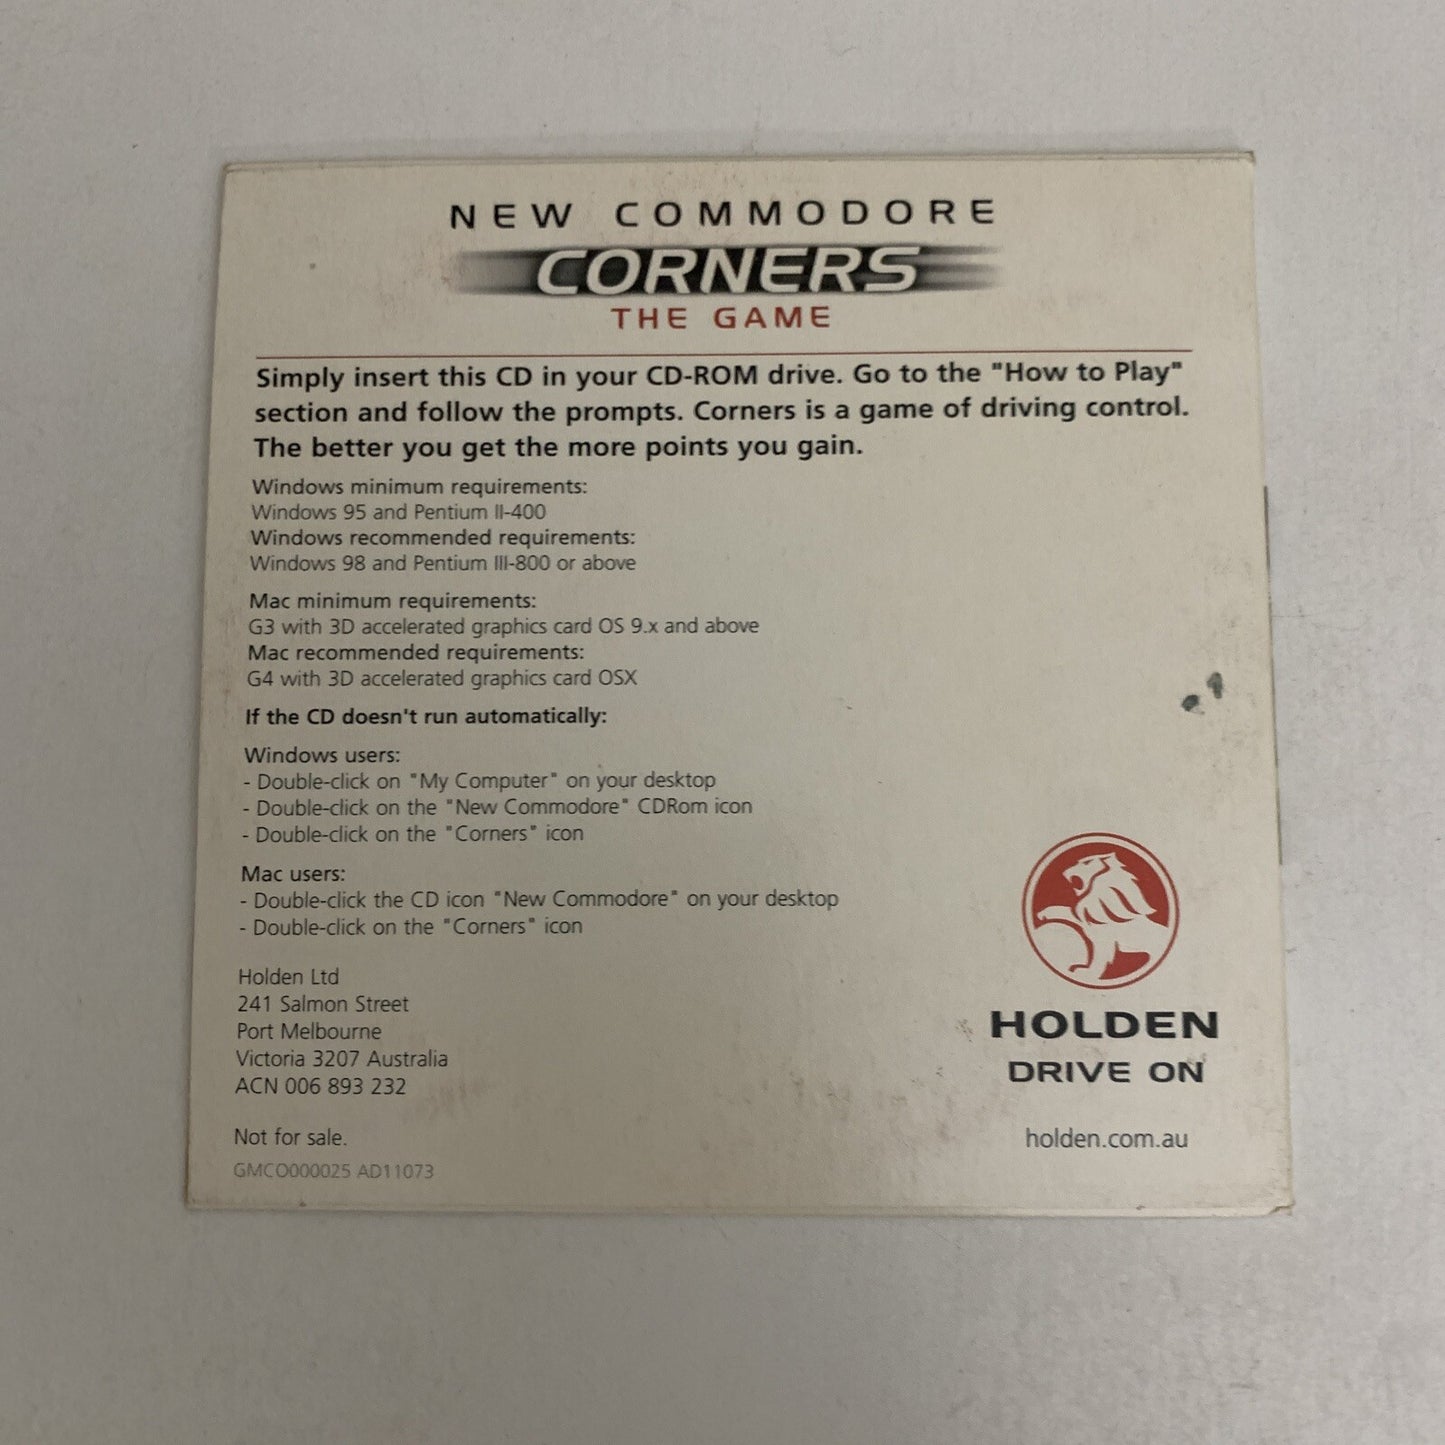 NEW COMMODORE
CORNERS
THE GAME
Simply insert this CD in your CD-ROM drive. Go to the "How to Play"
section and follow the prompts. Corners is a game of driving control.
The better you get the more points you gain.
Windows minimum requirements:
Windows 95 and Pentium II-400
Windows recommended requirements:
Windows 98 and Pentium III-800 or above
Mac minimum requirements:
G3 with 3D accelerated graphics card OS 9.x and above
Mac recommended requirements:
G4 with 3D accelerated graphics card OSX
If the CD doesn't run automatically:
Windows users:
- Double-click on "My Computer" on your desktop
- Double-click on the "New Commodore" CDRom icon
- Double-click on the "Corners" icon
Mac users:
- Double-click the CD icon "New Commodore" on your desktop
- Double-click on the "Corners" icon
Holden Ltd
241 Salmon Street
Port Melbourne
Victoria 3207 Australia
ACN 006 893 232
Not for sale.
GMCO000025 AD11073
HOLDEN
DRIVE ON
holden.com.au